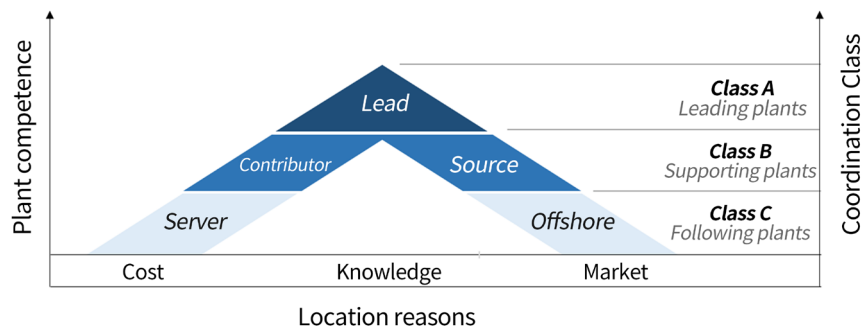 Plant competence
Lead
Contributor
Source
Server
Offshore
Class A
Leading plants
Class B
Supporting plants
Class C
Following plants
Coordination Class
Cost
Knowledge
Market
Location reasons